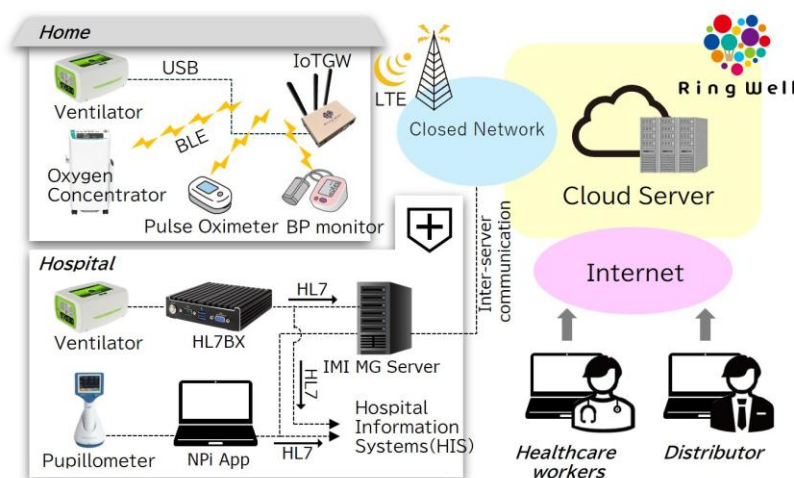 Home
USB
IoTGW
Ventilator
BLE
Oxygen
Concentrator
Pulse Oximeter
BP monitor
LTE
Closed Network
Ring Well
Cloud Server
Internet
Inter-server
communication
Hospital
HL7
Ventilator
HL7BX
IMI MG Server
HL7
Hospital
Information
Systems(HIS)
Pupillometer
NPi App
HL7
Healthcare
workers
Distributor